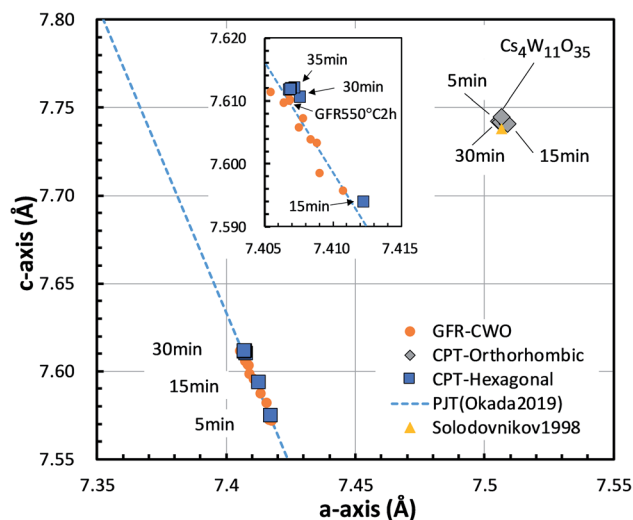 7.80
7.75
7.70
7.65
7.60
7.55
c-axis (Å)
7.35
7.4
7.45
7.5
7.55
a-axis (Å)
7.620
7.610
7.600
7.590
7.405
7.410
7.415
35min
30min
GFR550°C2h
15min
Cs4W11O35
5min
30min
15min
30min
15min
5min
GFR-CWO
CPT-Orthorhombic
CPT-Hexagonal
PJT(Okada2019)
Solodovnikov1998